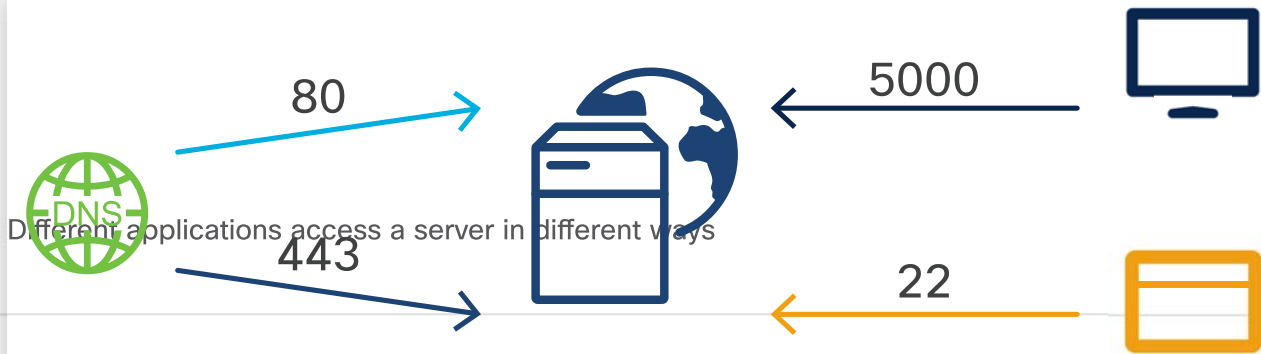 80
5000
DNS
Different applications access a server in different ways
443
22